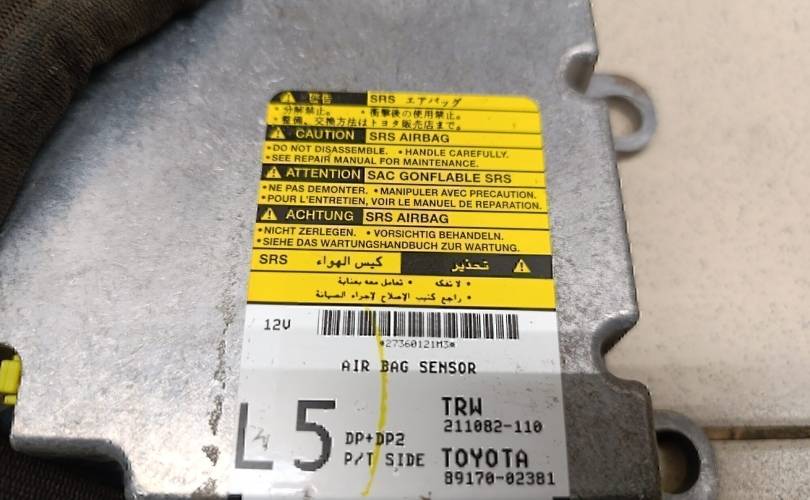 警告 SRS エアバッグ
・分解禁止。 ・衝撃後の使用禁止。
・整備、交換方法はトヨタ販売店まで。
CAUTION SRS AIRBAG
•DO NOT DISASSEMBLE. •HANDLE CAREFULLY.
•SEE REPAIR MANUAL FOR MAINTENANCE.
ATTENTION SAC GONFLABLE SRS
•NE PAS DEMONTER. •MANIPULER AVEC PRECAUTION.
•POUR L'ENTRETIEN, VOIR LE MANUEL DE REPARATION.
ACHTUNG SRS AIRBAG
•NICHT ZERLEGEN. •VORSICHTIG BEHANDELN.
•SIEHE DAS WARTUNGSHANDBUCH ZUR WARTUNG.
تحذير كيس الهواء SRS
• لا تفكه • تعامل معه بعناية
• راجع كتيب الإصلاح لإجراء الصيانة
12V
*27360121M3*
AIR BAG SENSOR
L5 DP+DP2 TRW
211082-110
P/T SIDE TOYOTA
89170-02381